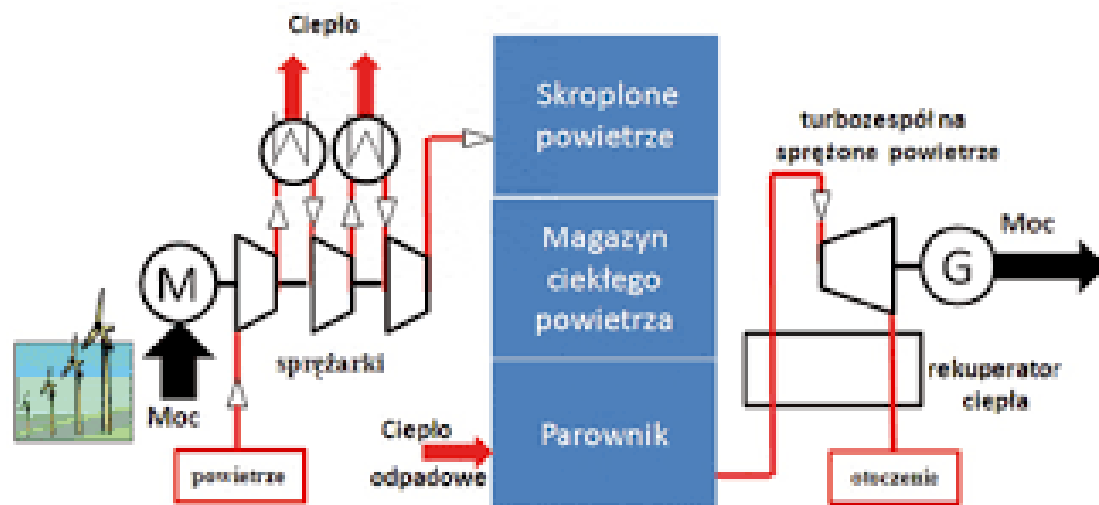 Ciepło
Skroplone
powietrze
turbozespół na
sprężone powietrze
M
Moc
sprężarki
powietrze
Magazyn
ciekłego
powietrza
Ciepło
odpadowe
Parownik
G
Moc
rekuperator
ciepła
otoczenie